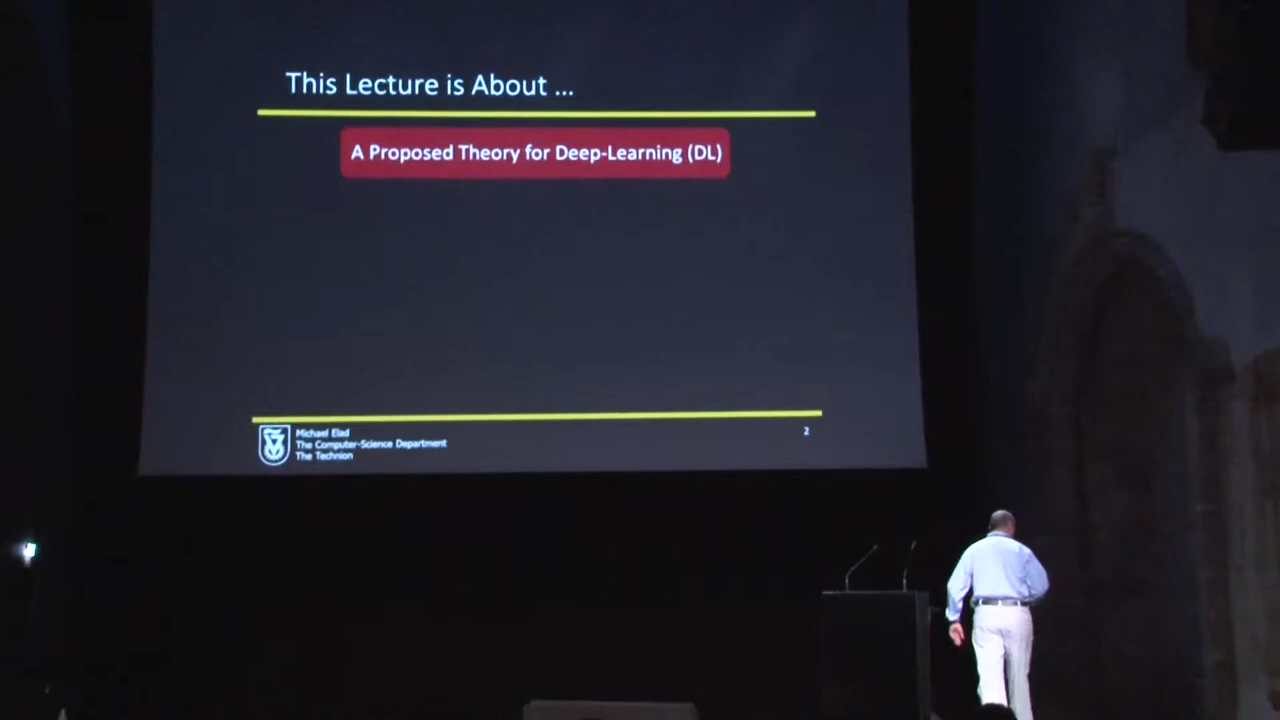 This Lecture is About ...
A Proposed Theory for Deep-Learning (DL)
Michael Elad
The Computer-Science Department
The Technion
2